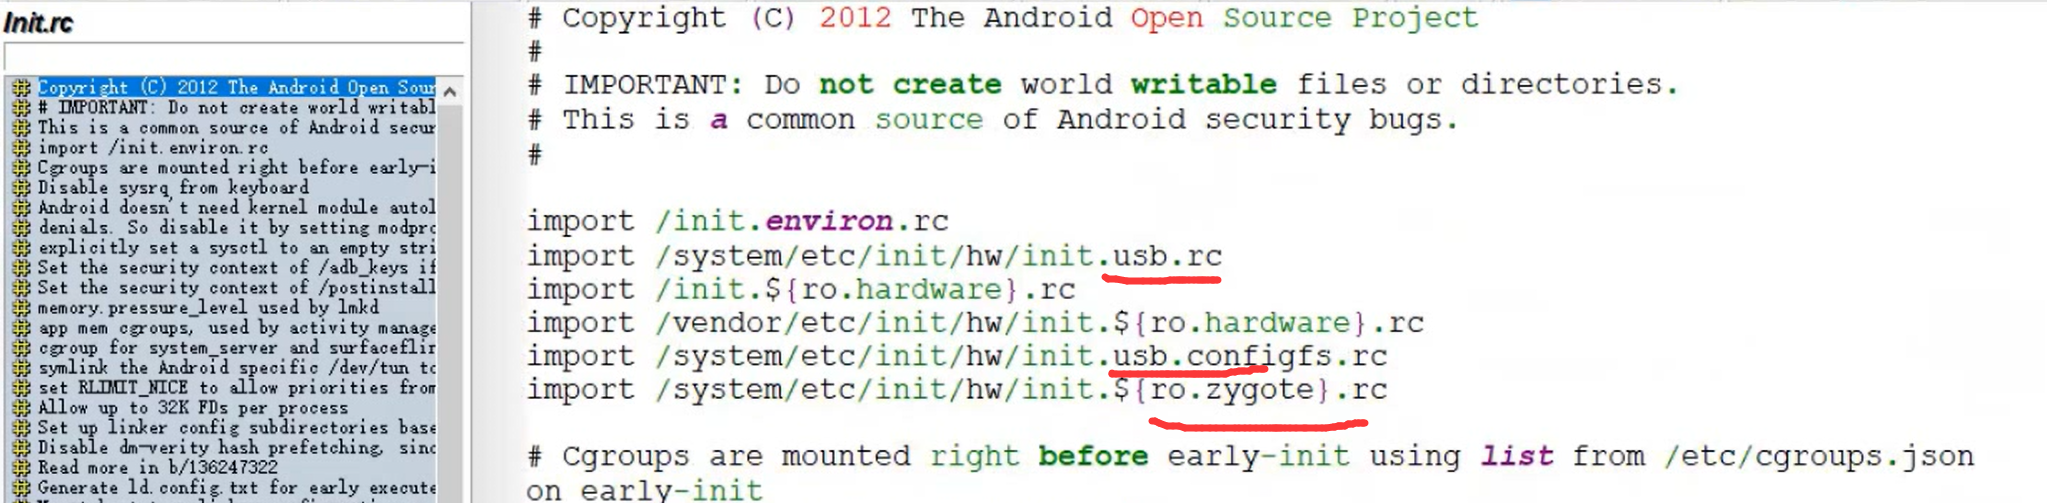 Init.rc
Copyright (C) 2012 The Android Open Sour
# IMPORTANT: Do not create world writabl
This is a common source of Android secur
import /init.environ.rc
Cgroups are mounted right before early-i
Disable sysrq from keyboard
Android doesn't need kernel module autol
denials. So disable it by setting modpro
explicitly set a sysctl to an empty stri
Set the security context of /adb_keys if
Set the security context of /postinstall
memory.pressure_level used by lmkd
app mem cgroups, used by activity manage
cgroup for system_server and surfaceflin
symlink the Android specific /dev/tun to
set RLIMIT_NICE to allow priorities from
Allow up to 32K FDs per process
Set up linker config subdirectories base
Disable dm-verity hash prefetching, sinc
Read more in b/136247322
Generate ld.config.txt for early execute
# Copyright (C) 2012 The Android Open Source Project
#
# IMPORTANT: Do not create world writable files or directories.
# This is a common source of Android security bugs.
#
import /init.environ.rc
import /system/etc/init/hw/init.usb.rc
import /init.${ro.hardware}.rc
import /vendor/etc/init/hw/init.${ro.hardware}.rc
import /system/etc/init/hw/init.usb.configfs.rc
import /system/etc/init/hw/init.${ro.zygote}.rc
# Cgroups are mounted right before early-init using list from /etc/cgroups.json
on early-init